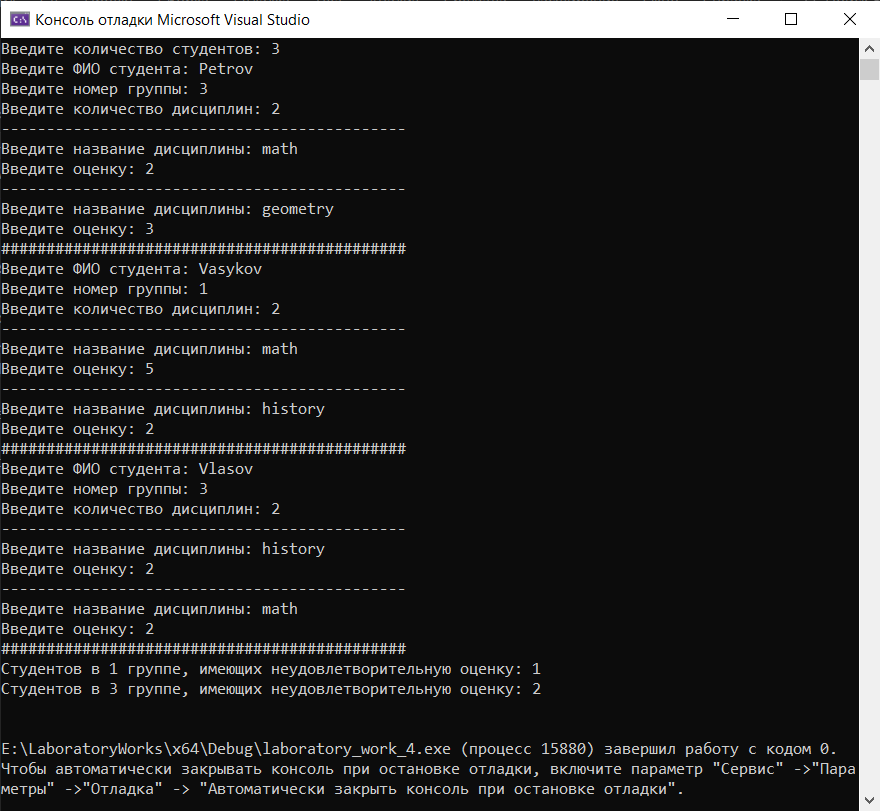 Консоль отладки Microsoft Visual Studio
Введите количество студентов: 3
Введите ФИО студента: Petrov
Введите номер группы: 3
Введите количество дисциплин: 2
---------------------------------------------
Введите название дисциплины: math
Введите оценку: 2
---------------------------------------------
Введите название дисциплины: geometry
Введите оценку: 3
#############################################
Введите ФИО студента: Vasykov
Введите номер группы: 1
Введите количество дисциплин: 2
---------------------------------------------
Введите название дисциплины: math
Введите оценку: 5
---------------------------------------------
Введите название дисциплины: history
Введите оценку: 2
#############################################
Введите ФИО студента: Vlasov
Введите номер группы: 3
Введите количество дисциплин: 2
---------------------------------------------
Введите название дисциплины: history
Введите оценку: 2
---------------------------------------------
Введите название дисциплины: math
Введите оценку: 2
#############################################
Студентов в 1 группе, имеющих неудовлетворительную оценку: 1
Студентов в 3 группе, имеющих неудовлетворительную оценку: 2
E:\LaboratoryWorks\x64\Debug\laboratory_work_4.exe (процесс 15880) завершил работу с кодом 0.
Чтобы автоматически закрывать консоль при остановке отладки, включите параметр "Сервис" ->"Пара
метры" ->"Отладка" -> "Автоматически закрыть консоль при остановке отладки".